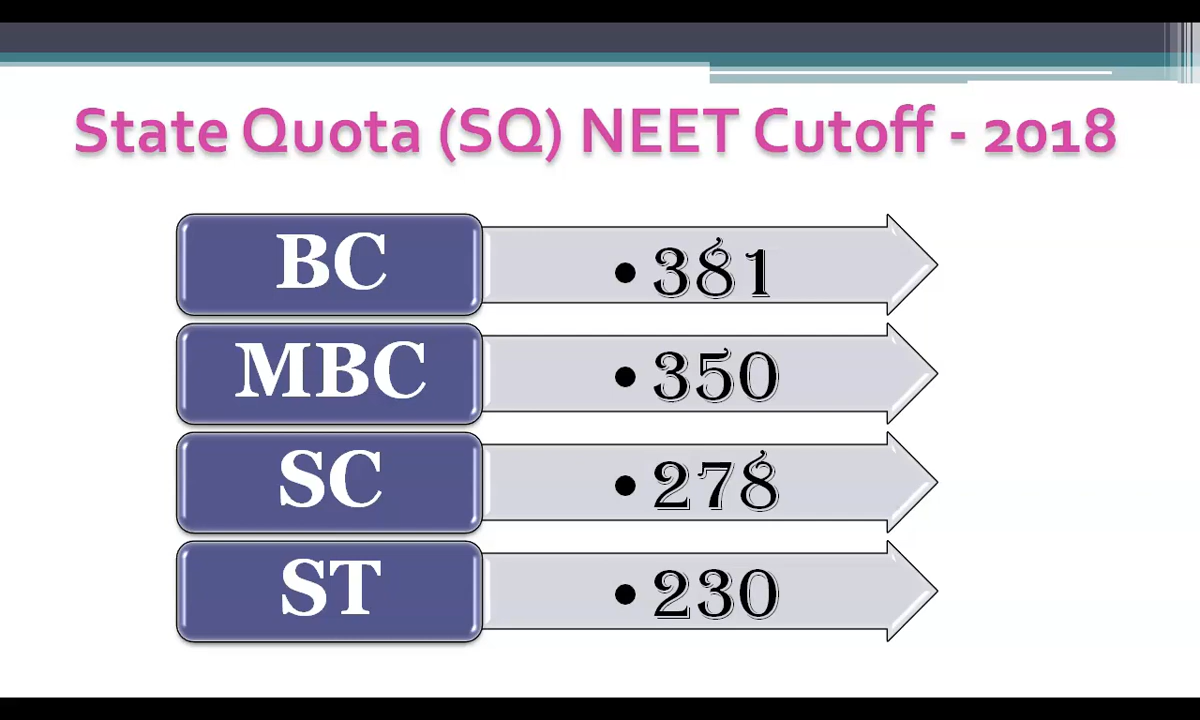 State Quota (SQ) NEET Cutoff - 2018
BC
• 381
MBC
• 350
SC
• 278
ST
• 230